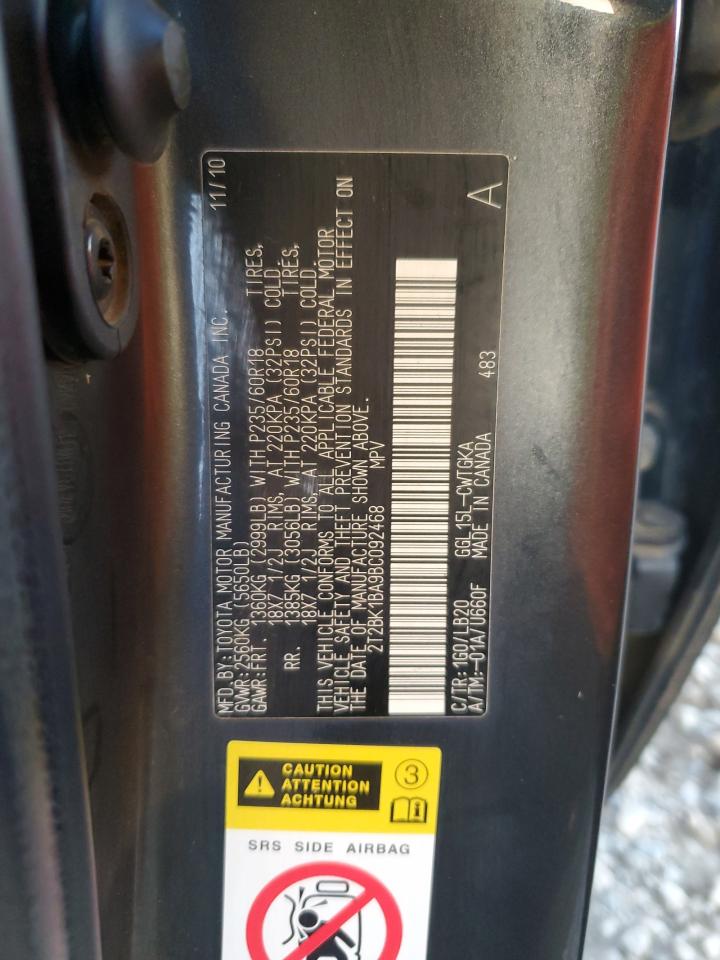 MFD.BY:TOYOTA MOTOR MANUFACTURING CANADA INC. 11/10
GVWR:2560KG (5650LB)
GAWR:FRT. 1360KG (2999LB) WITH P235/60R18 TIRES,
18X7 1/2J RIMS, AT 220KPA (32PSI) COLD.
RR. 1385KG (3056LB) WITH P235/60R18 TIRES,
18X7 1/2J RIMS, AT 220KPA (32PSI) COLD.
THIS VEHICLE CONFORMS TO ALL APPLICABLE FEDERAL MOTOR
VEHICLE SAFETY AND THEFT PREVENTION STANDARDS IN EFFECT ON
THE DATE OF MANUFACTURE SHOWN ABOVE.
2T2BK1BA9BC092468 MPV
C/TR:1G0/LB20 GGL15L-CWTGKA
A/TM:-01A/U660F MADE IN CANADA 483
A
CAUTION
ATTENTION
ACHTUNG
3
SRS SIDE AIRBAG